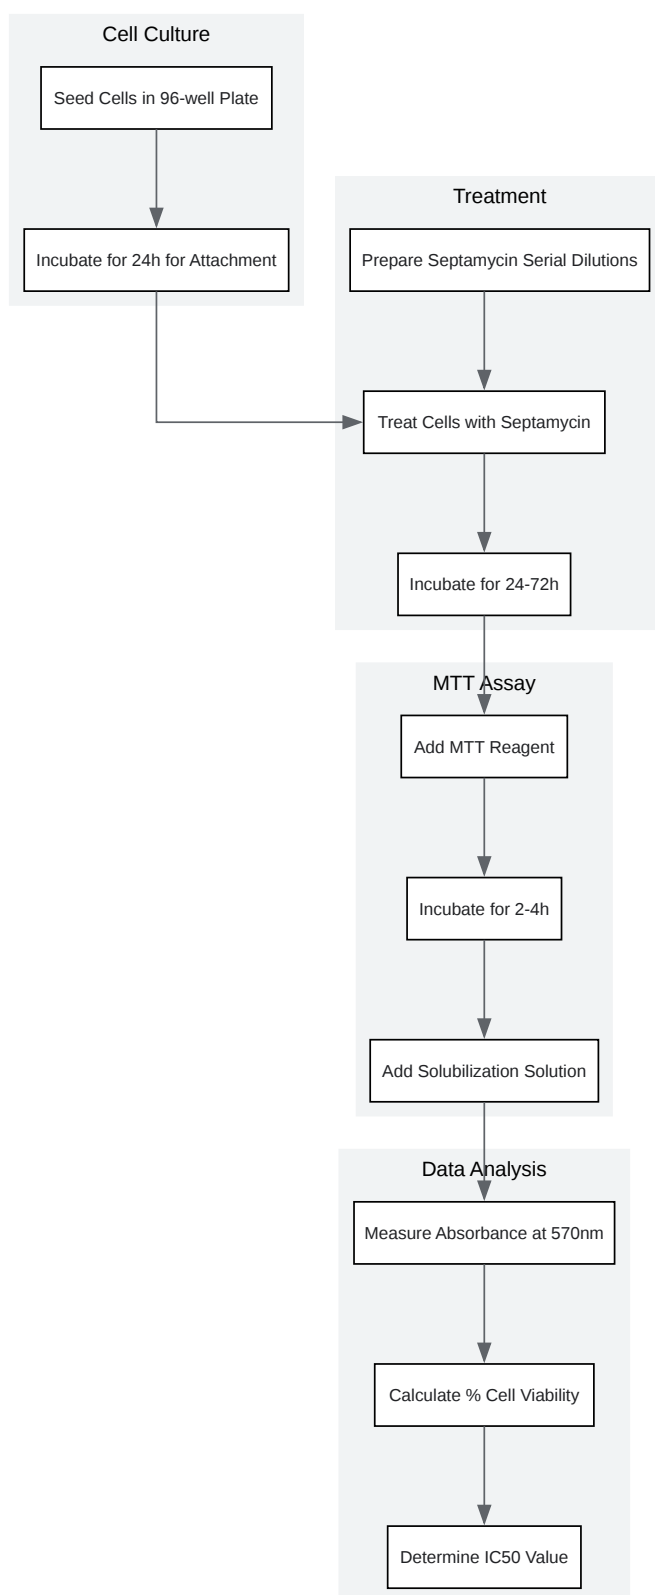 Cell Culture
Seed Cells in 96-well Plate
Incubate for 24h for Attachment
Treatment
Prepare Septamycin Serial Dilutions
Treat Cells with Septamycin
Incubate for 24-72h
MTT Assay
Add MTT Reagent
Incubate for 2-4h
Add Solubilization Solution
Data Analysis
Measure Absorbance at 570nm
Calculate % Cell Viability
Determine IC50 Value